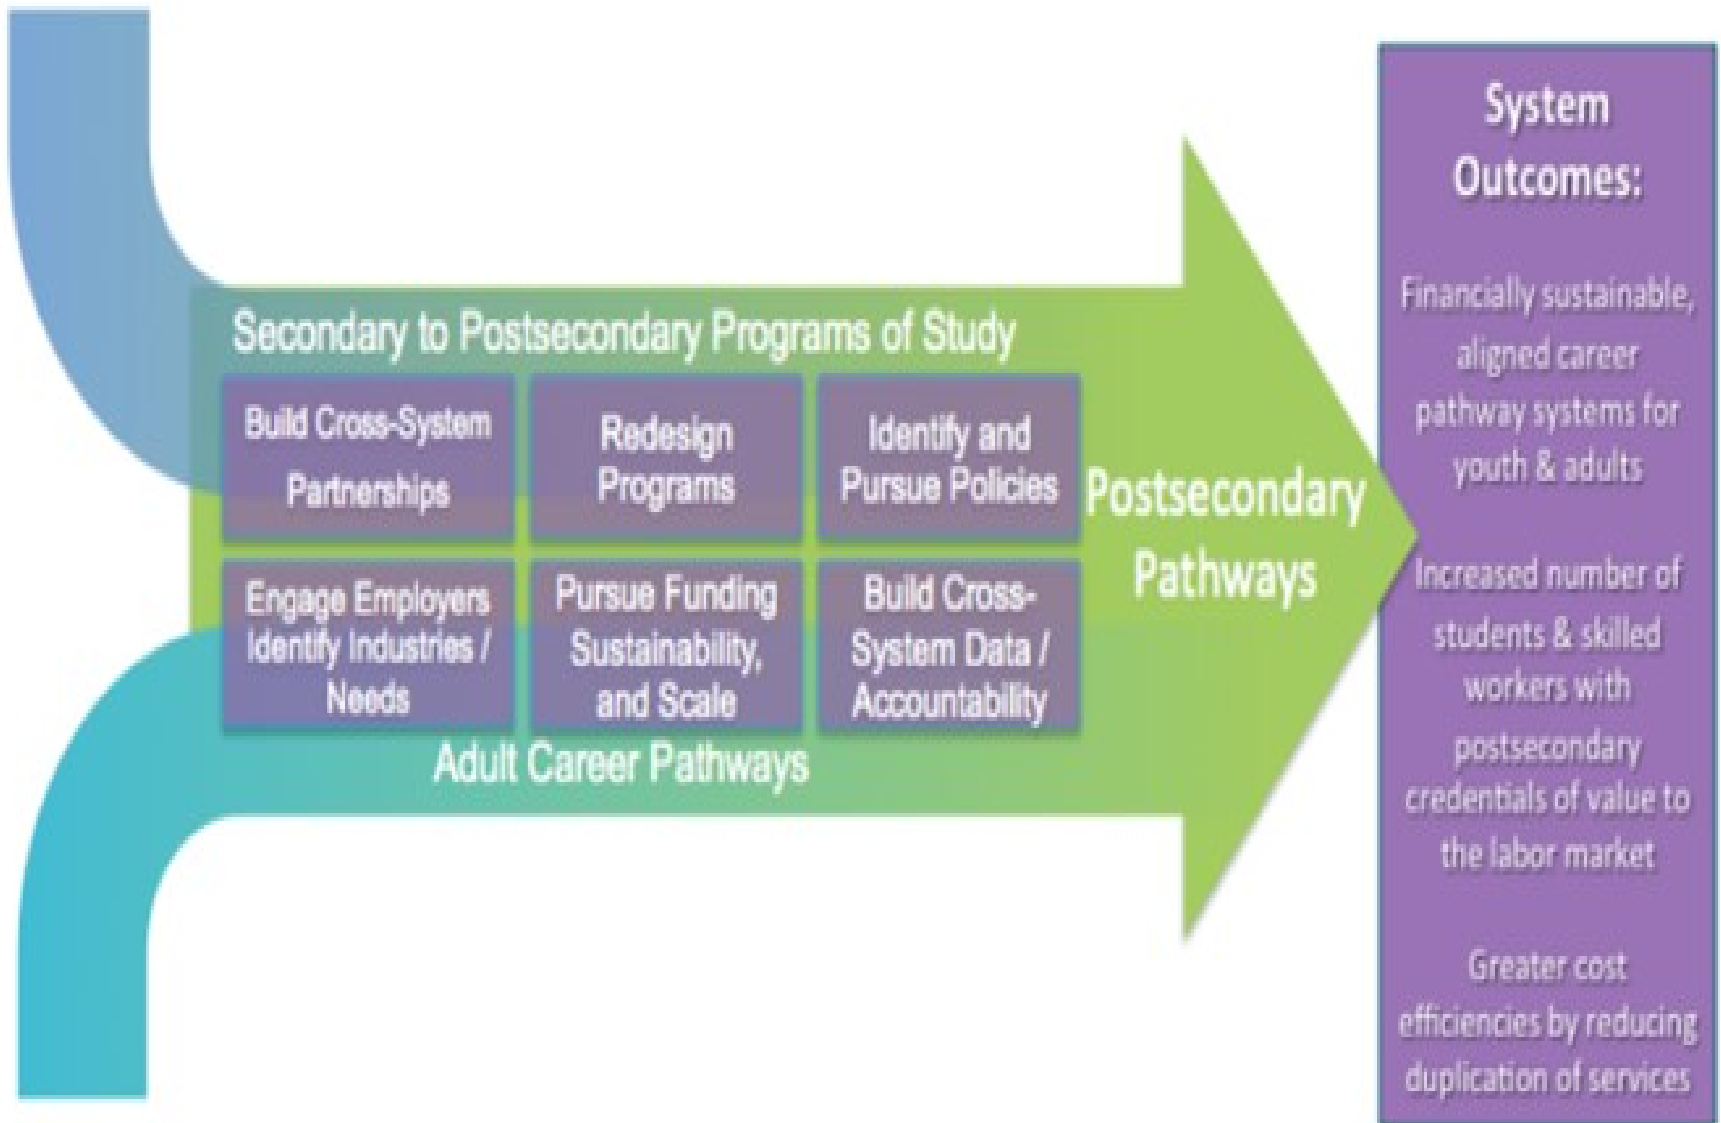 Secondary to Postsecondary Programs of Study
Build Cross-System
Partnerships
Redesign
Programs
Identify and
Pursue Policies
Engage Employers
Identify Industries /
Needs
Pursue Funding
Sustainability,
and Scale
Build Cross-
System Data /
Accountability
Adult Career Pathways
Postsecondary
Pathways
System
Outcomes:
Financially sustainable,
aligned career
pathway systems for
youth & adults
Increased number of
students & skilled
workers with
postsecondary
credentials of value to
the labor market
Greater cost
efficiencies by reducing
duplication of services